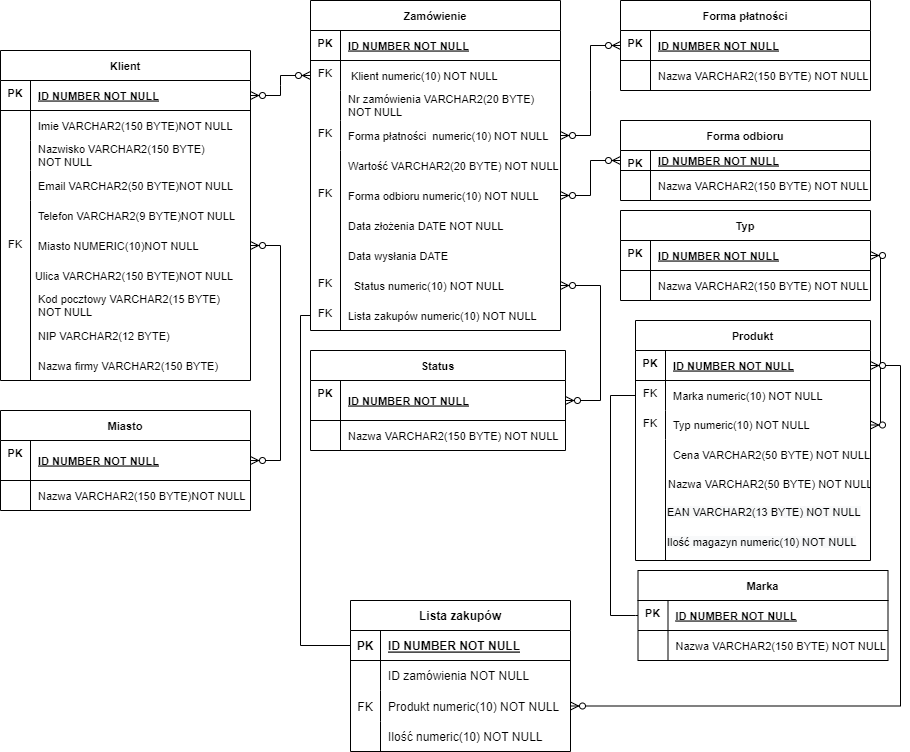 Klient
PK
ID NUMBER NOT NULL
Imie VARCHAR2(150 BYTE)NOT NULL
Nazwisko VARCHAR2(150 BYTE)
NOT NULL
Email VARCHAR2(50 BYTE)NOT NULL
Telefon VARCHAR2(9 BYTE)NOT NULL
FK Miasto NUMERIC(10)NOT NULL
Ulica VARCHAR2(150 BYTE)NOT NULL
Kod pocztowy VARCHAR2(15 BYTE)
NOT NULL
NIP VARCHAR2(12 BYTE)
Nazwa firmy VARCHAR2(150 BYTE)
Miasto
PK
ID NUMBER NOT NULL
Nazwa VARCHAR2(150 BYTE)NOT NULL
Zamówienie
PK
ID NUMBER NOT NULL
FK Klient numeric(10) NOT NULL
Nr zamówienia VARCHAR2(20 BYTE)
NOT NULL
FK Forma płatności numeric(10) NOT NULL
Wartość VARCHAR2(20 BYTE) NOT NULL
FK Forma odbioru numeric(10) NOT NULL
Data złożenia DATE NOT NULL
Data wysłania DATE
FK Status numeric(10) NOT NULL
FK Lista zakupów numeric(10) NOT NULL
Status
PK
ID NUMBER NOT NULL
Nazwa VARCHAR2(150 BYTE) NOT NULL
Lista zakupów
PK ID NUMBER NOT NULL
ID zamówienia NOT NULL
FK Produkt numeric(10) NOT NULL
Ilość numeric(10) NOT NULL
Forma płatności
PK ID NUMBER NOT NULL
Nazwa VARCHAR2(150 BYTE) NOT NULL
Forma odbioru
PK ID NUMBER NOT NULL
Nazwa VARCHAR2(150 BYTE) NOT NULL
Typ
PK ID NUMBER NOT NULL
Nazwa VARCHAR2(150 BYTE) NOT NULL
Produkt
PK ID NUMBER NOT NULL
FK Marka numeric(10) NOT NULL
FK Typ numeric(10) NOT NULL
Cena VARCHAR2(50 BYTE) NOT NULL
Nazwa VARCHAR2(50 BYTE) NOT NULL
EAN VARCHAR2(13 BYTE) NOT NULL
Ilość magazyn numeric(10) NOT NULL
Marka
PK ID NUMBER NOT NULL
Nazwa VARCHAR2(150 BYTE) NOT NULL